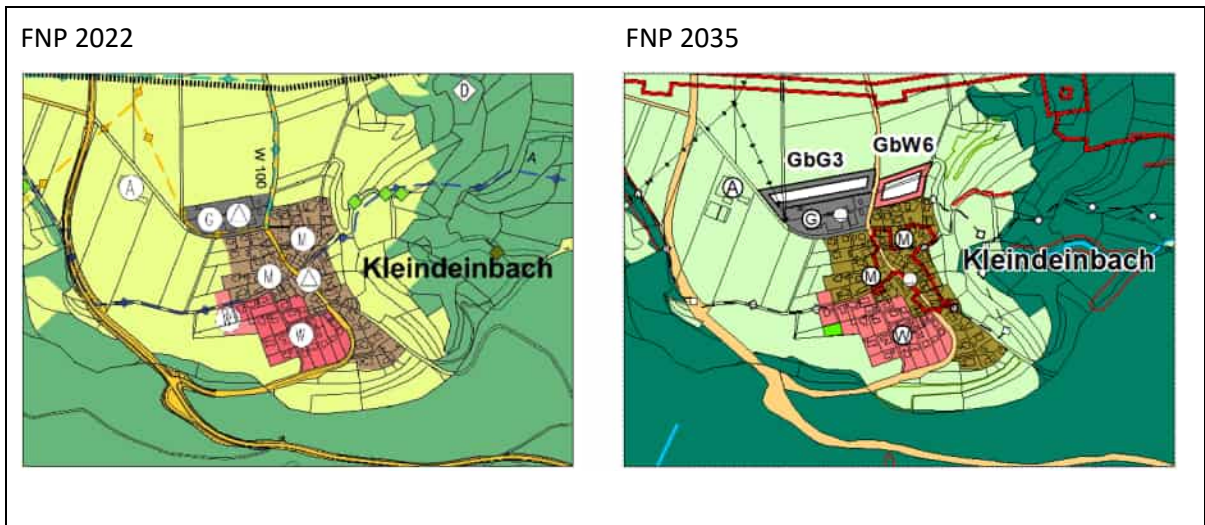 FNP 2022
FNP 2035
D
A
A
W 100
G
M
M
Kleindeinbach
W
W
GbG3
GbW6
A
G
M
M
Kleindeinbach
W